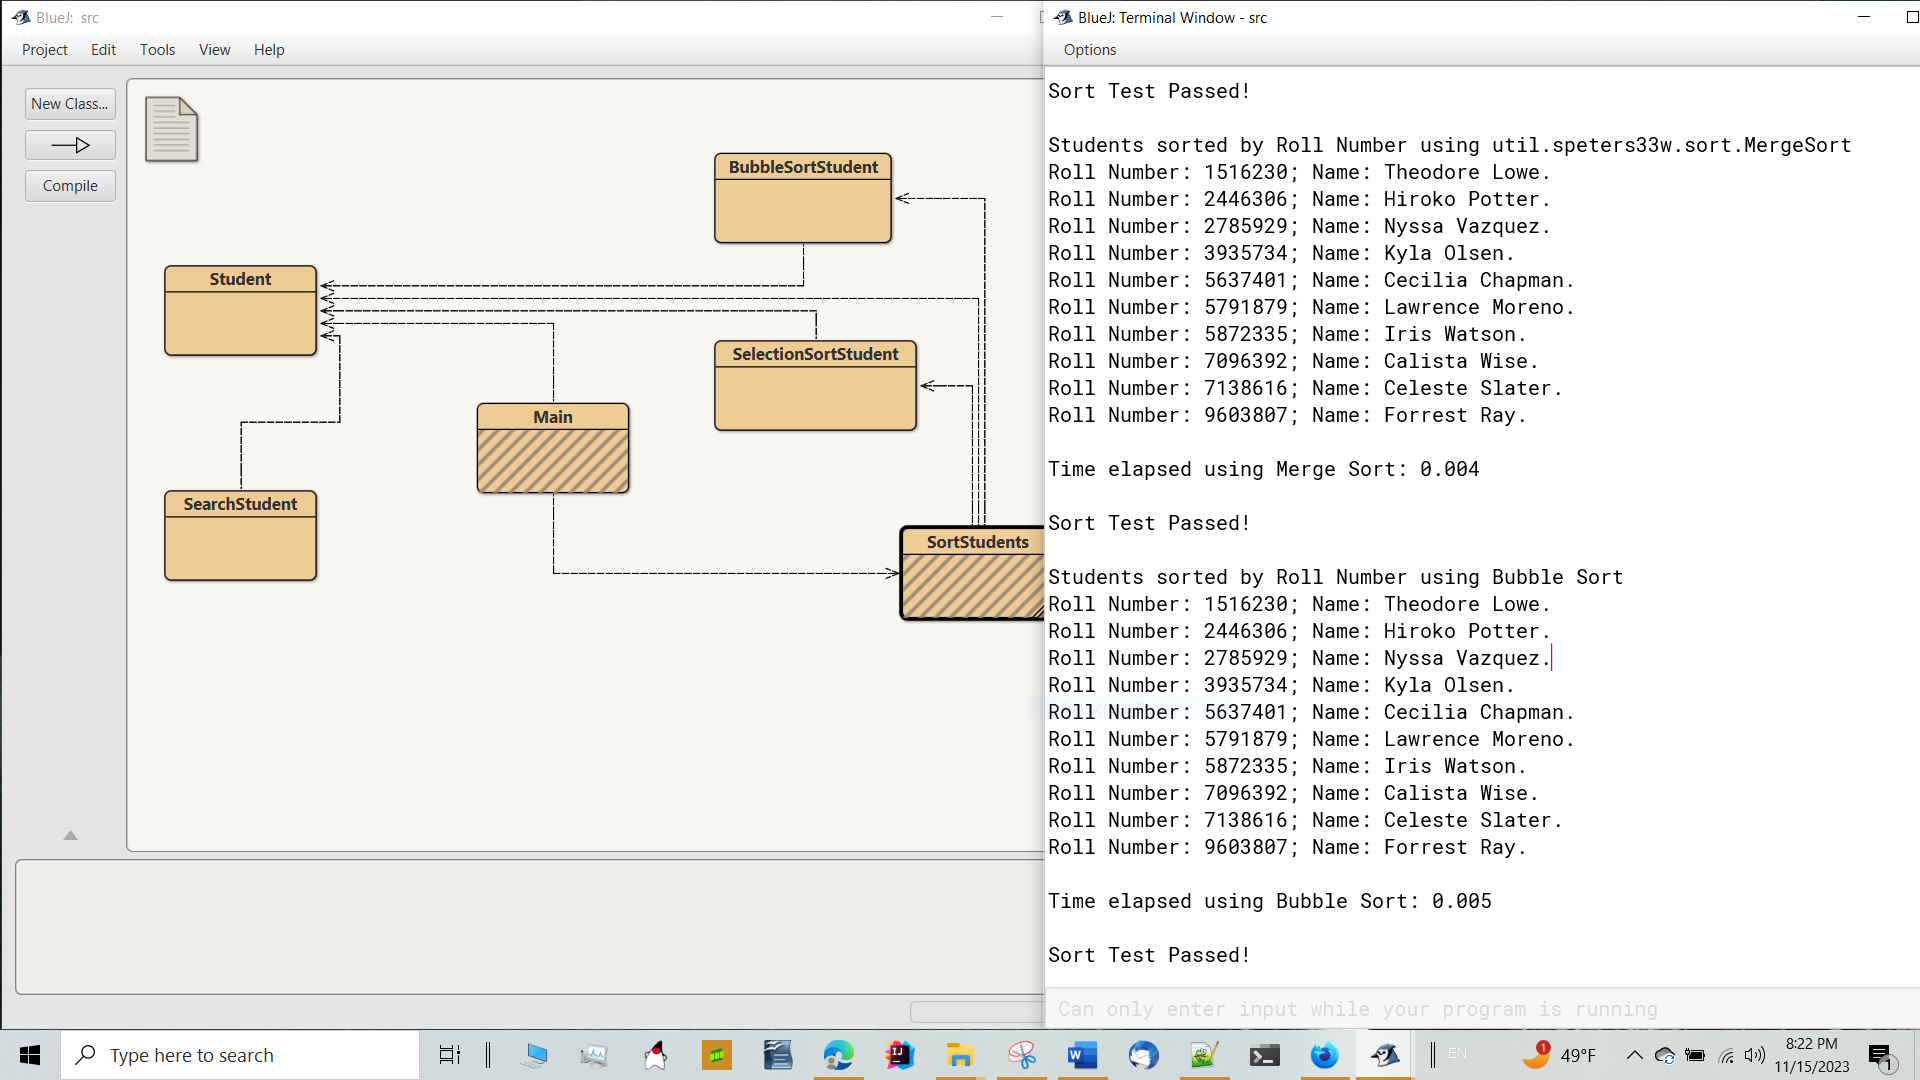 BlueJ: src
Project Edit Tools View Help
New Class...
Compile
BubbleSortStudent
Student
SelectionSortStudent
Main
SearchStudent
SortStudents
BlueJ: Terminal Window - src
Options
Sort Test Passed!
Students sorted by Roll Number using util.speters33w.sort.MergeSort
Roll Number: 1516230; Name: Theodore Lowe.
Roll Number: 2446306; Name: Hiroko Potter.
Roll Number: 2785929; Name: Nyssa Vazquez.
Roll Number: 3935734; Name: Kyla Olsen.
Roll Number: 5637401; Name: Cecilia Chapman.
Roll Number: 5791879; Name: Lawrence Moreno.
Roll Number: 5872335; Name: Iris Watson.
Roll Number: 7096392; Name: Calista Wise.
Roll Number: 7138616; Name: Celeste Slater.
Roll Number: 9603807; Name: Forrest Ray.
Time elapsed using Merge Sort: 0.004
Sort Test Passed!
Students sorted by Roll Number using Bubble Sort
Roll Number: 1516230; Name: Theodore Lowe.
Roll Number: 2446306; Name: Hiroko Potter.
Roll Number: 2785929; Name: Nyssa Vazquez.
Roll Number: 3935734; Name: Kyla Olsen.
Roll Number: 5637401; Name: Cecilia Chapman.
Roll Number: 5791879; Name: Lawrence Moreno.
Roll Number: 5872335; Name: Iris Watson.
Roll Number: 7096392; Name: Calista Wise.
Roll Number: 7138616; Name: Celeste Slater.
Roll Number: 9603807; Name: Forrest Ray.
Time elapsed using Bubble Sort: 0.005
Sort Test Passed!
Can only enter input while your program is running
Type here to search
IJ
W
EN
1
49°F
8:22 PM
11/15/2023
1